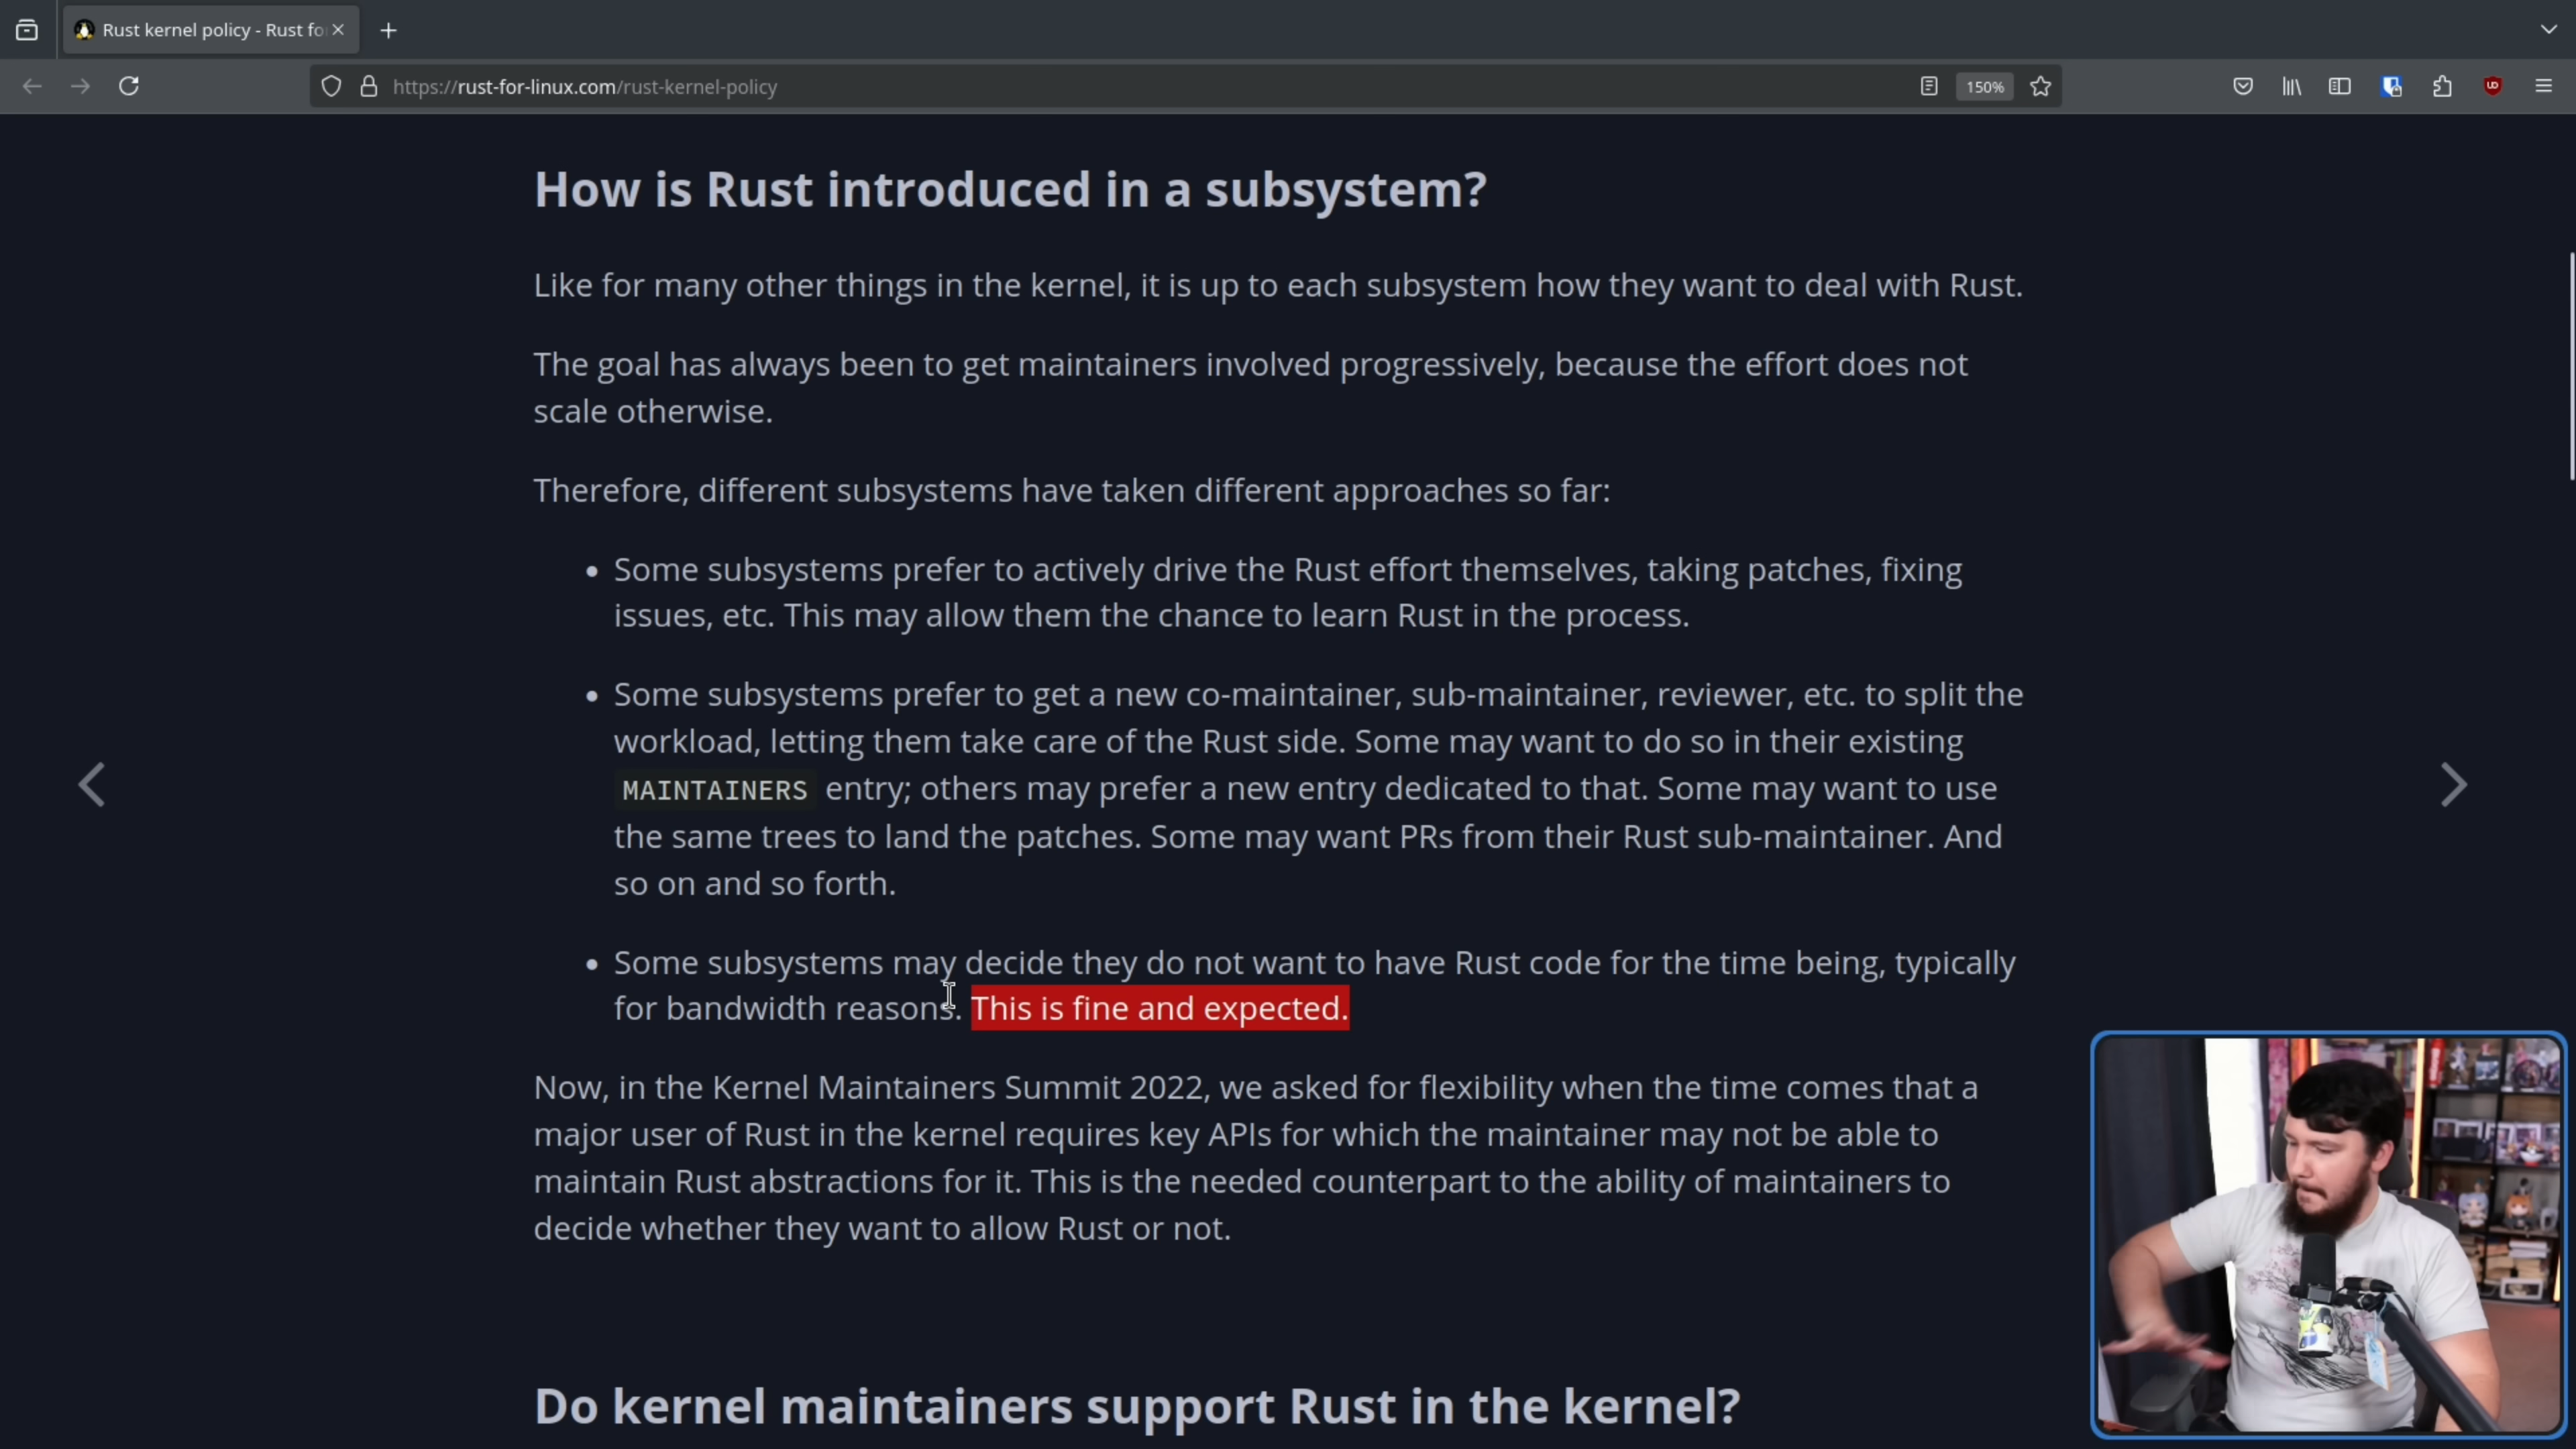 Rust kernel policy - Rust fo
https://rust-for-linux.com/rust-kernel-policy
150%
How is Rust introduced in a subsystem?
Like for many other things in the kernel, it is up to each subsystem how they want to deal with Rust.
The goal has always been to get maintainers involved progressively, because the effort does not
scale otherwise.
Therefore, different subsystems have taken different approaches so far:
• Some subsystems prefer to actively drive the Rust effort themselves, taking patches, fixing
issues, etc. This may allow them the chance to learn Rust in the process.
• Some subsystems prefer to get a new co-maintainer, sub-maintainer, reviewer, etc. to split the
workload, letting them take care of the Rust side. Some may want to do so in their existing
MAINTAINERS entry; others may prefer a new entry dedicated to that. Some may want to use
the same trees to land the patches. Some may want PRs from their Rust sub-maintainer. And
so on and so forth.
• Some subsystems may decide they do not want to have Rust code for the time being, typically
for bandwidth reasons. This is fine and expected.
Now, in the Kernel Maintainers Summit 2022, we asked for flexibility when the time comes that a
major user of Rust in the kernel requires key APIs for which the maintainer may not be able to
maintain Rust abstractions for it. This is the needed counterpart to the ability of maintainers to
decide whether they want to allow Rust or not.
Do kernel maintainers support Rust in the kernel?